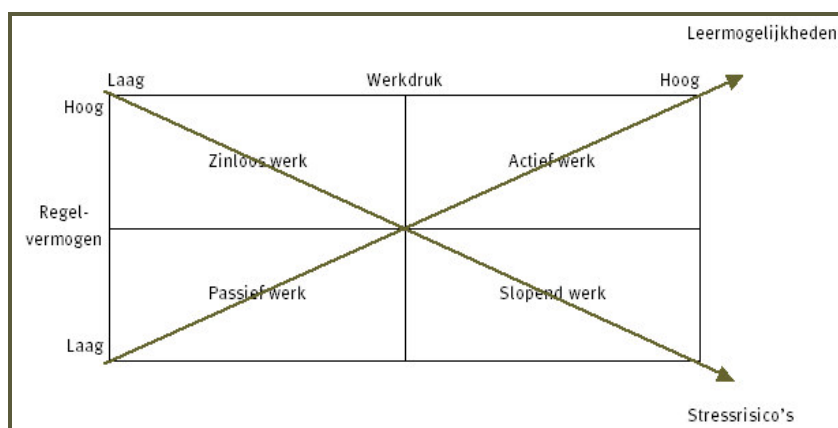 Leermogelijkheden
Laag Werkdruk Hoog
Hoog
Zinloos werk Actief werk
Regel-
vermogen
Passief werk Slopend werk
Laag
Stressrisico's